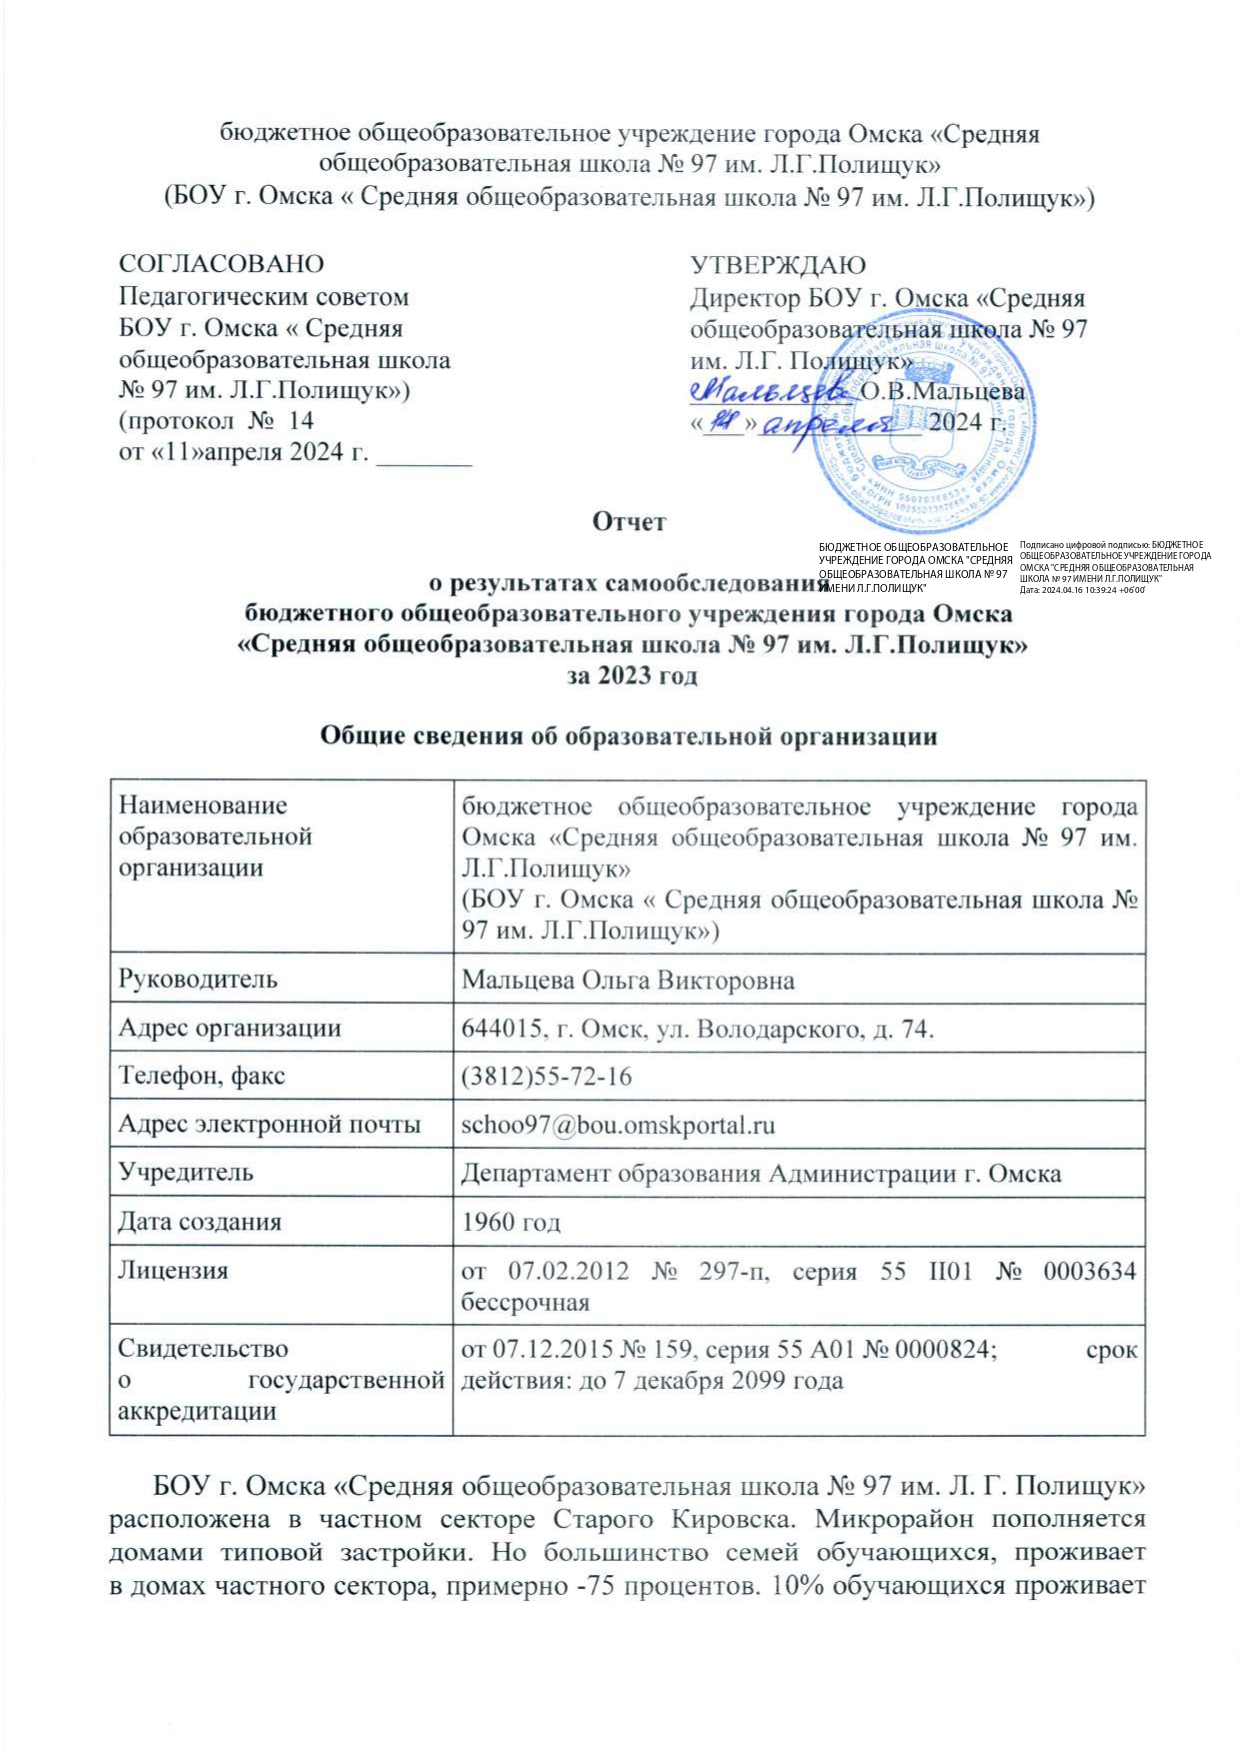 бюджетное общеобразовательное учреждение города Омска «Средняя
общеобразовательная школа № 97 им. Л.Г.Полищук»
(БОУ г. Омска « Средняя общеобразовательная школа № 97 им. Л.Г.Полищук»)
СОГЛАСОВАНО
Педагогическим советом
БОУ г. Омска « Средняя
общеобразовательная школа
№ 97 им. Л.Г.Полищук»)
(протокол № 14
от «11»апреля 2024 г. _______
УТВЕРЖДАЮ
Директор БОУ г. Омска «Средняя
общеобразовательная школа № 97
им. Л.Г. Полищук»
Мальцева О.В.Мальцева
« » апреля 2024 г.
ИНН 5507036853
Отчет
БЮДЖЕТНОЕ ОБЩЕОБРАЗОВАТЕЛЬНОЕ
УЧРЕЖДЕНИЕ ГОРОДА ОМСКА "СРЕДНЯЯ
ОБЩЕОБРАЗОВАТЕЛЬНАЯ ШКОЛА № 97
ИМЕНИ Л.Г.ПОЛИЩУК"
Подписано цифровой подписью: БЮДЖЕТНОЕ
ОБЩЕОБРАЗОВАТЕЛЬНОЕ УЧРЕЖДЕНИЕ ГОРОДА
ОМСКА "СРЕДНЯЯ ОБЩЕОБРАЗОВАТЕЛЬНАЯ
ШКОЛА № 97 ИМЕНИ Л.Г.ПОЛИЩУК"
Дата: 2024.04.16 10:39:24 +06'00'
о результатах самообследования
бюджетного общеобразовательного учреждения города Омска
«Средняя общеобразовательная школа № 97 им. Л.Г.Полищук»
за 2023 год
Общие сведения об образовательной организации
Наименование
образовательной
организации
бюджетное общеобразовательное учреждение города
Омска «Средняя общеобразовательная школа № 97 им.
Л.Г.Полищук»
(БОУ г. Омска « Средняя общеобразовательная школа №
97 им. Л.Г.Полищук»)
Руководитель
Мальцева Ольга Викторовна
Адрес организации
644015, г. Омск, ул. Володарского, д. 74.
Телефон, факс
(3812)55-72-16
Адрес электронной почты
schoo97@bou.omskportal.ru
Учредитель
Департамент образования Администрации г. Омска
Дата создания
1960 год
Лицензия
от 07.02.2012 № 297-п, серия 55 П01 № 0003634
бессрочная
Свидетельство
о государственной
аккредитации
от 07.12.2015 № 159, серия 55 А01 № 0000824; срок
действия: до 7 декабря 2099 года
БОУ г. Омска «Средняя общеобразовательная школа № 97 им. Л. Г. Полищук»
расположена в частном секторе Старого Кировска. Микрорайон пополняется
домами типовой застройки. Но большинство семей обучающихся, проживает
в домах частного сектора, примерно -75 процентов. 10% обучающихся проживает